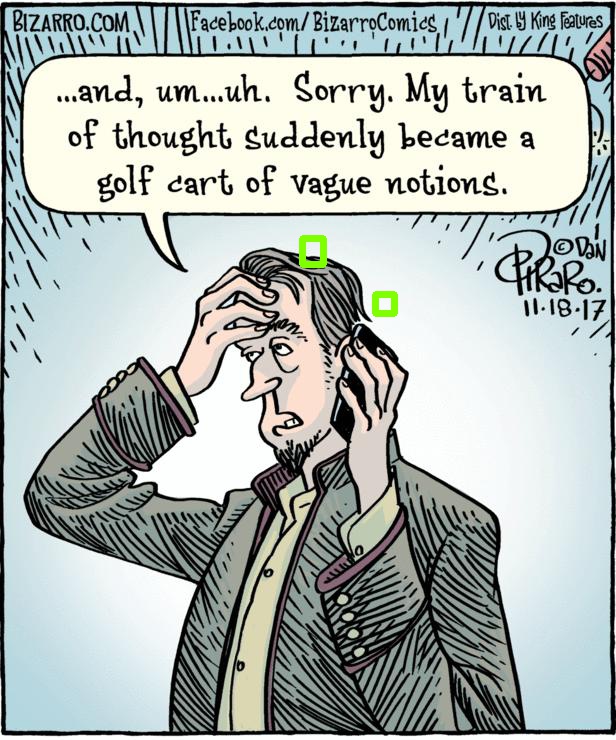 BIZARRO.COM
Facebook.com/BizarroComics
Dist. by King Features
...and, um...uh. Sorry. My train
of thought suddenly became a
golf cart of vague notions.
©Dan
PIRARO.
11·18·17